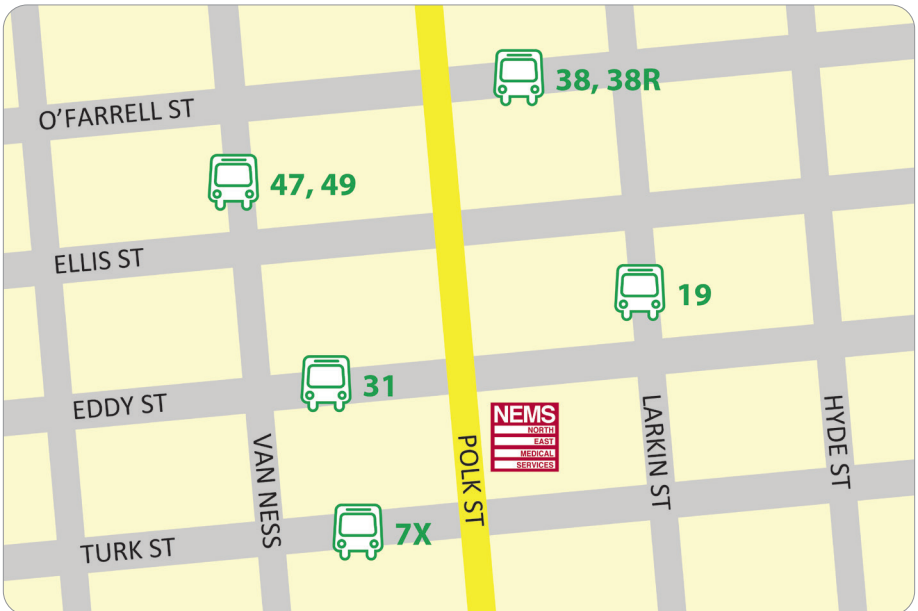 38, 38R
O'FARRELL ST
47, 49
ELLIS ST
19
31
EDDY ST
NEMS
NORTH
EAST
MEDICAL
SERVICES
VAN NESS
POLK ST
LARKIN ST
HYDE ST
7X
TURK ST